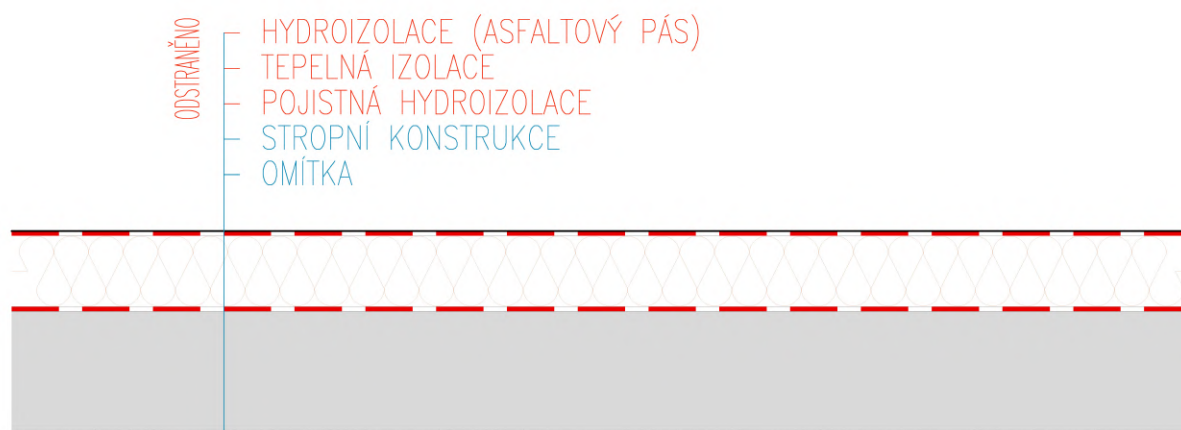 ODSTRANĚNO
HYDROIZOLACE (ASFALTOVÝ PÁS)
TEPELNÁ IZOLACE
POJISTNÁ HYDROIZOLACE
STROPNÍ KONSTRUKCE
OMÍTKA